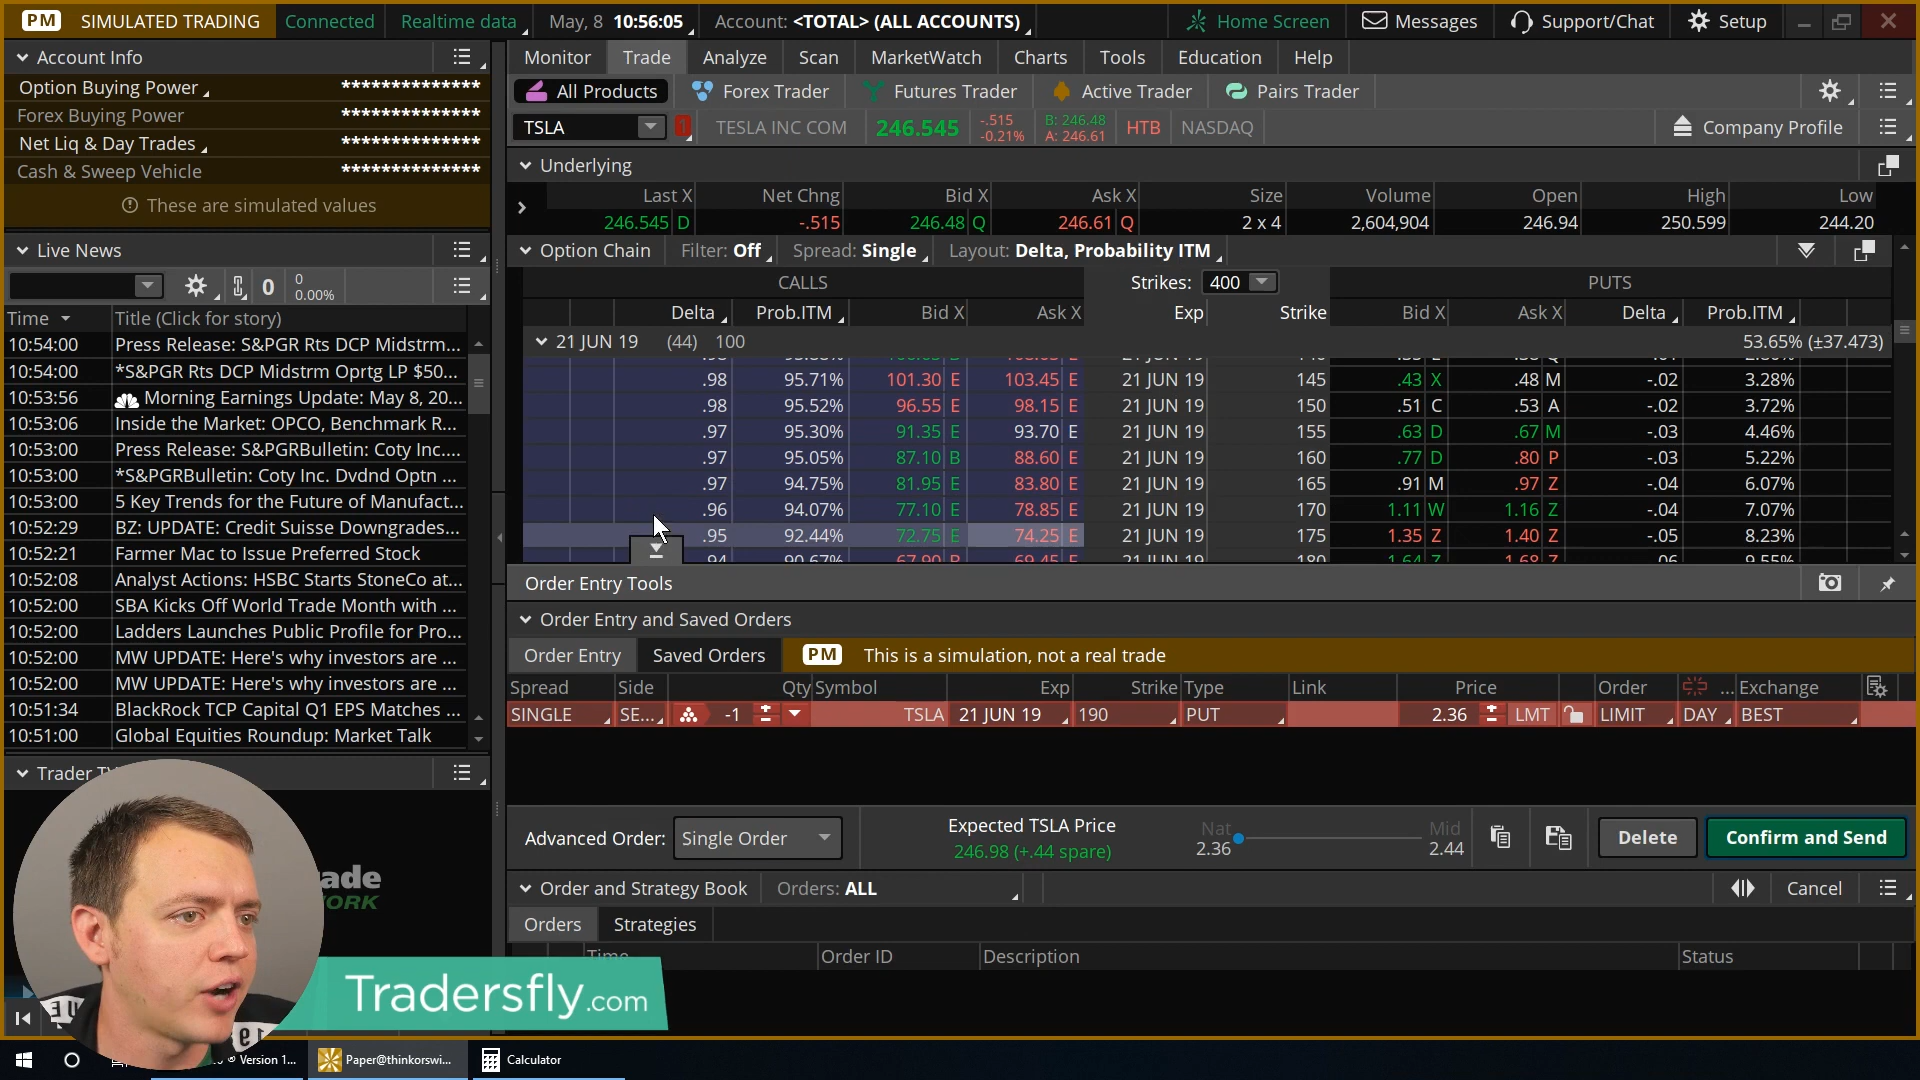 PM SIMULATED TRADING Connected Realtime data May, 8 10:56:05 Account: <TOTAL> (ALL ACCOUNTS) Home Screen Messages Support/Chat Setup
Account Info
Option Buying Power **************
Forex Buying Power **************
Net Liq & Day Trades **************
Cash & Sweep Vehicle **************
These are simulated values
Live News
0 0
0.00%
Time Title (Click for story)
10:54:00 Press Release: S&PGR Rts DCP Midstrm...
10:54:00 *S&PGR Rts DCP Midstrm Oprtg LP $50...
10:53:56 Morning Earnings Update: May 8, 20...
10:53:06 Inside the Market: OPCO, Benchmark R...
10:53:00 Press Release: S&PGRBulletin: Coty Inc....
10:53:00 *S&PGRBulletin: Coty Inc. Dvdnd Optn ...
10:53:00 5 Key Trends for the Future of Manufact...
10:52:29 BZ: UPDATE: Credit Suisse Downgrades...
10:52:21 Farmer Mac to Issue Preferred Stock
10:52:08 Analyst Actions: HSBC Starts StoneCo at...
10:52:00 SBA Kicks Off World Trade Month with ...
10:52:00 Ladders Launches Public Profile for Pro...
10:52:00 MW UPDATE: Here's why investors are ...
10:52:00 MW UPDATE: Here's why investors are ...
10:51:34 BlackRock TCP Capital Q1 EPS Matches ...
10:51:00 Global Equities Roundup: Market Talk
Trader
Monitor Trade Analyze Scan MarketWatch Charts Tools Education Help
All Products Forex Trader Futures Trader Active Trader Pairs Trader
TSLA 1 TESLA INC COM 246.545 -.515 -0.21% B: 246.48 A: 246.61 HTB NASDAQ Company Profile
Underlying
Last X Net Chng Bid X Ask X Size Volume Open High Low
246.545 D -.515 246.48 Q 246.61 Q 2 x 4 2,604,904 246.94 250.599 244.20
Option Chain Filter: Off Spread: Single Layout: Delta, Probability ITM
CALLS Strikes: 400 PUTS
Delta Prob.ITM Bid X Ask X Exp Strike Bid X Ask X Delta Prob.ITM
21 JUN 19 (44) 100 53.65% (±37.473)
.98 95.71% 101.30 E 103.45 E 21 JUN 19 145 .43 X .48 M -.02 3.28%
.98 95.52% 96.55 E 98.15 E 21 JUN 19 150 .51 C .53 A -.02 3.72%
.97 95.30% 91.35 E 93.70 E 21 JUN 19 155 .63 D .67 M -.03 4.46%
.97 95.05% 87.10 B 88.60 E 21 JUN 19 160 .77 D .80 P -.03 5.22%
.97 94.75% 81.95 E 83.80 E 21 JUN 19 165 .91 M .97 Z -.04 6.07%
.96 94.07% 77.10 E 78.85 E 21 JUN 19 170 1.11 W 1.16 Z -.04 7.07%
.95 92.44% 72.75 E 74.25 E 21 JUN 19 175 1.35 Z 1.40 Z -.05 8.23%
Order Entry Tools
Order Entry and Saved Orders
Order Entry Saved Orders PM This is a simulation, not a real trade
Spread Side Qty Symbol Exp Strike Type Link Price Order ... Exchange
SINGLE SE... -1 TSLA 21 JUN 19 190 PUT 2.36 LMT LIMIT DAY BEST
Advanced Order: Single Order Expected TSLA Price Nat Mid Delete Confirm and Send
246.98 (+.44 spare) 2.36 2.44
Order and Strategy Book Orders: ALL Cancel
Orders Strategies
Time Order ID Description Status
Tradersfly.com
Version 1... Paper@thinkorswi... Calculator